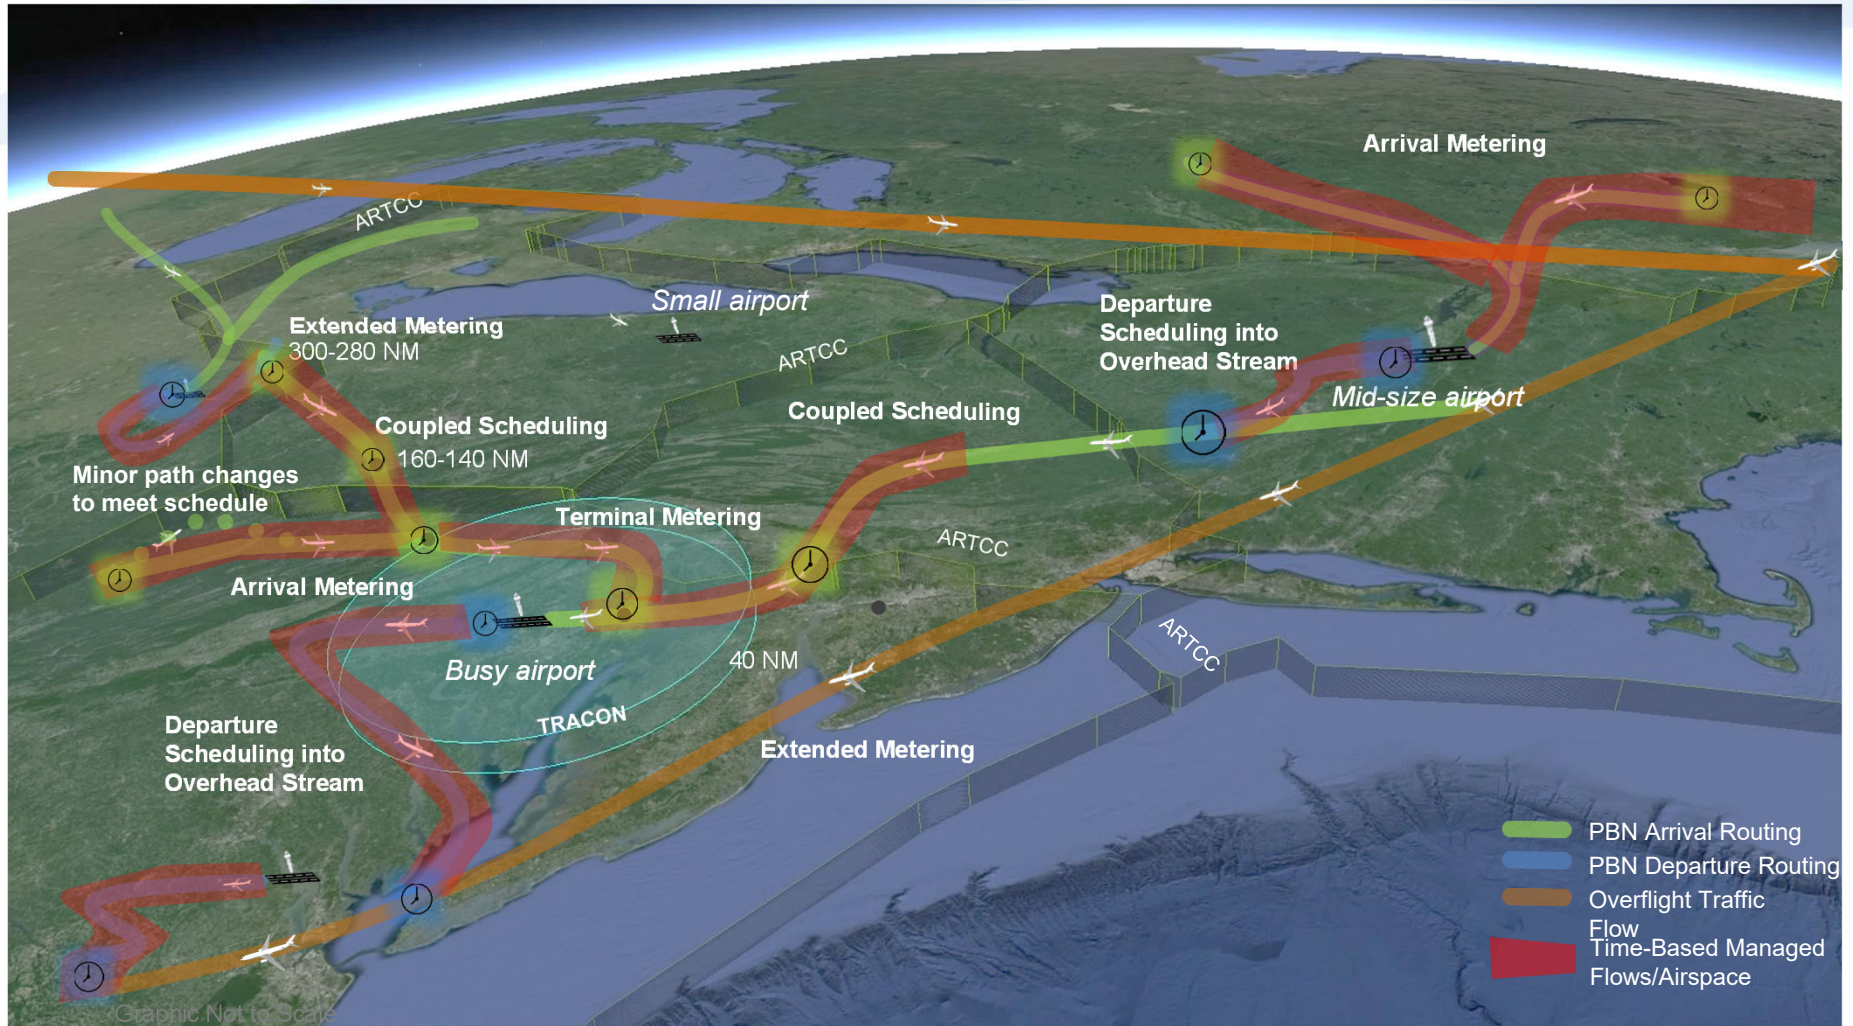 Arrival Metering
ARTCC
Small airport
Extended Metering
300-280 NM
Departure
Scheduling into
Overhead Stream
ARTCC
Mid-size airport
Coupled Scheduling
160-140 NM
Coupled Scheduling
Minor path changes
to meet schedule
Terminal Metering
ARTCC
Arrival Metering
Busy airport
40 NM
ARTCC
TRACON
Departure
Scheduling into
Overhead Stream
Extended Metering
PBN Arrival Routing
PBN Departure Routing
Overflight Traffic
Flow
Time-Based Managed
Flows/Airspace
Graphic Not to Scale